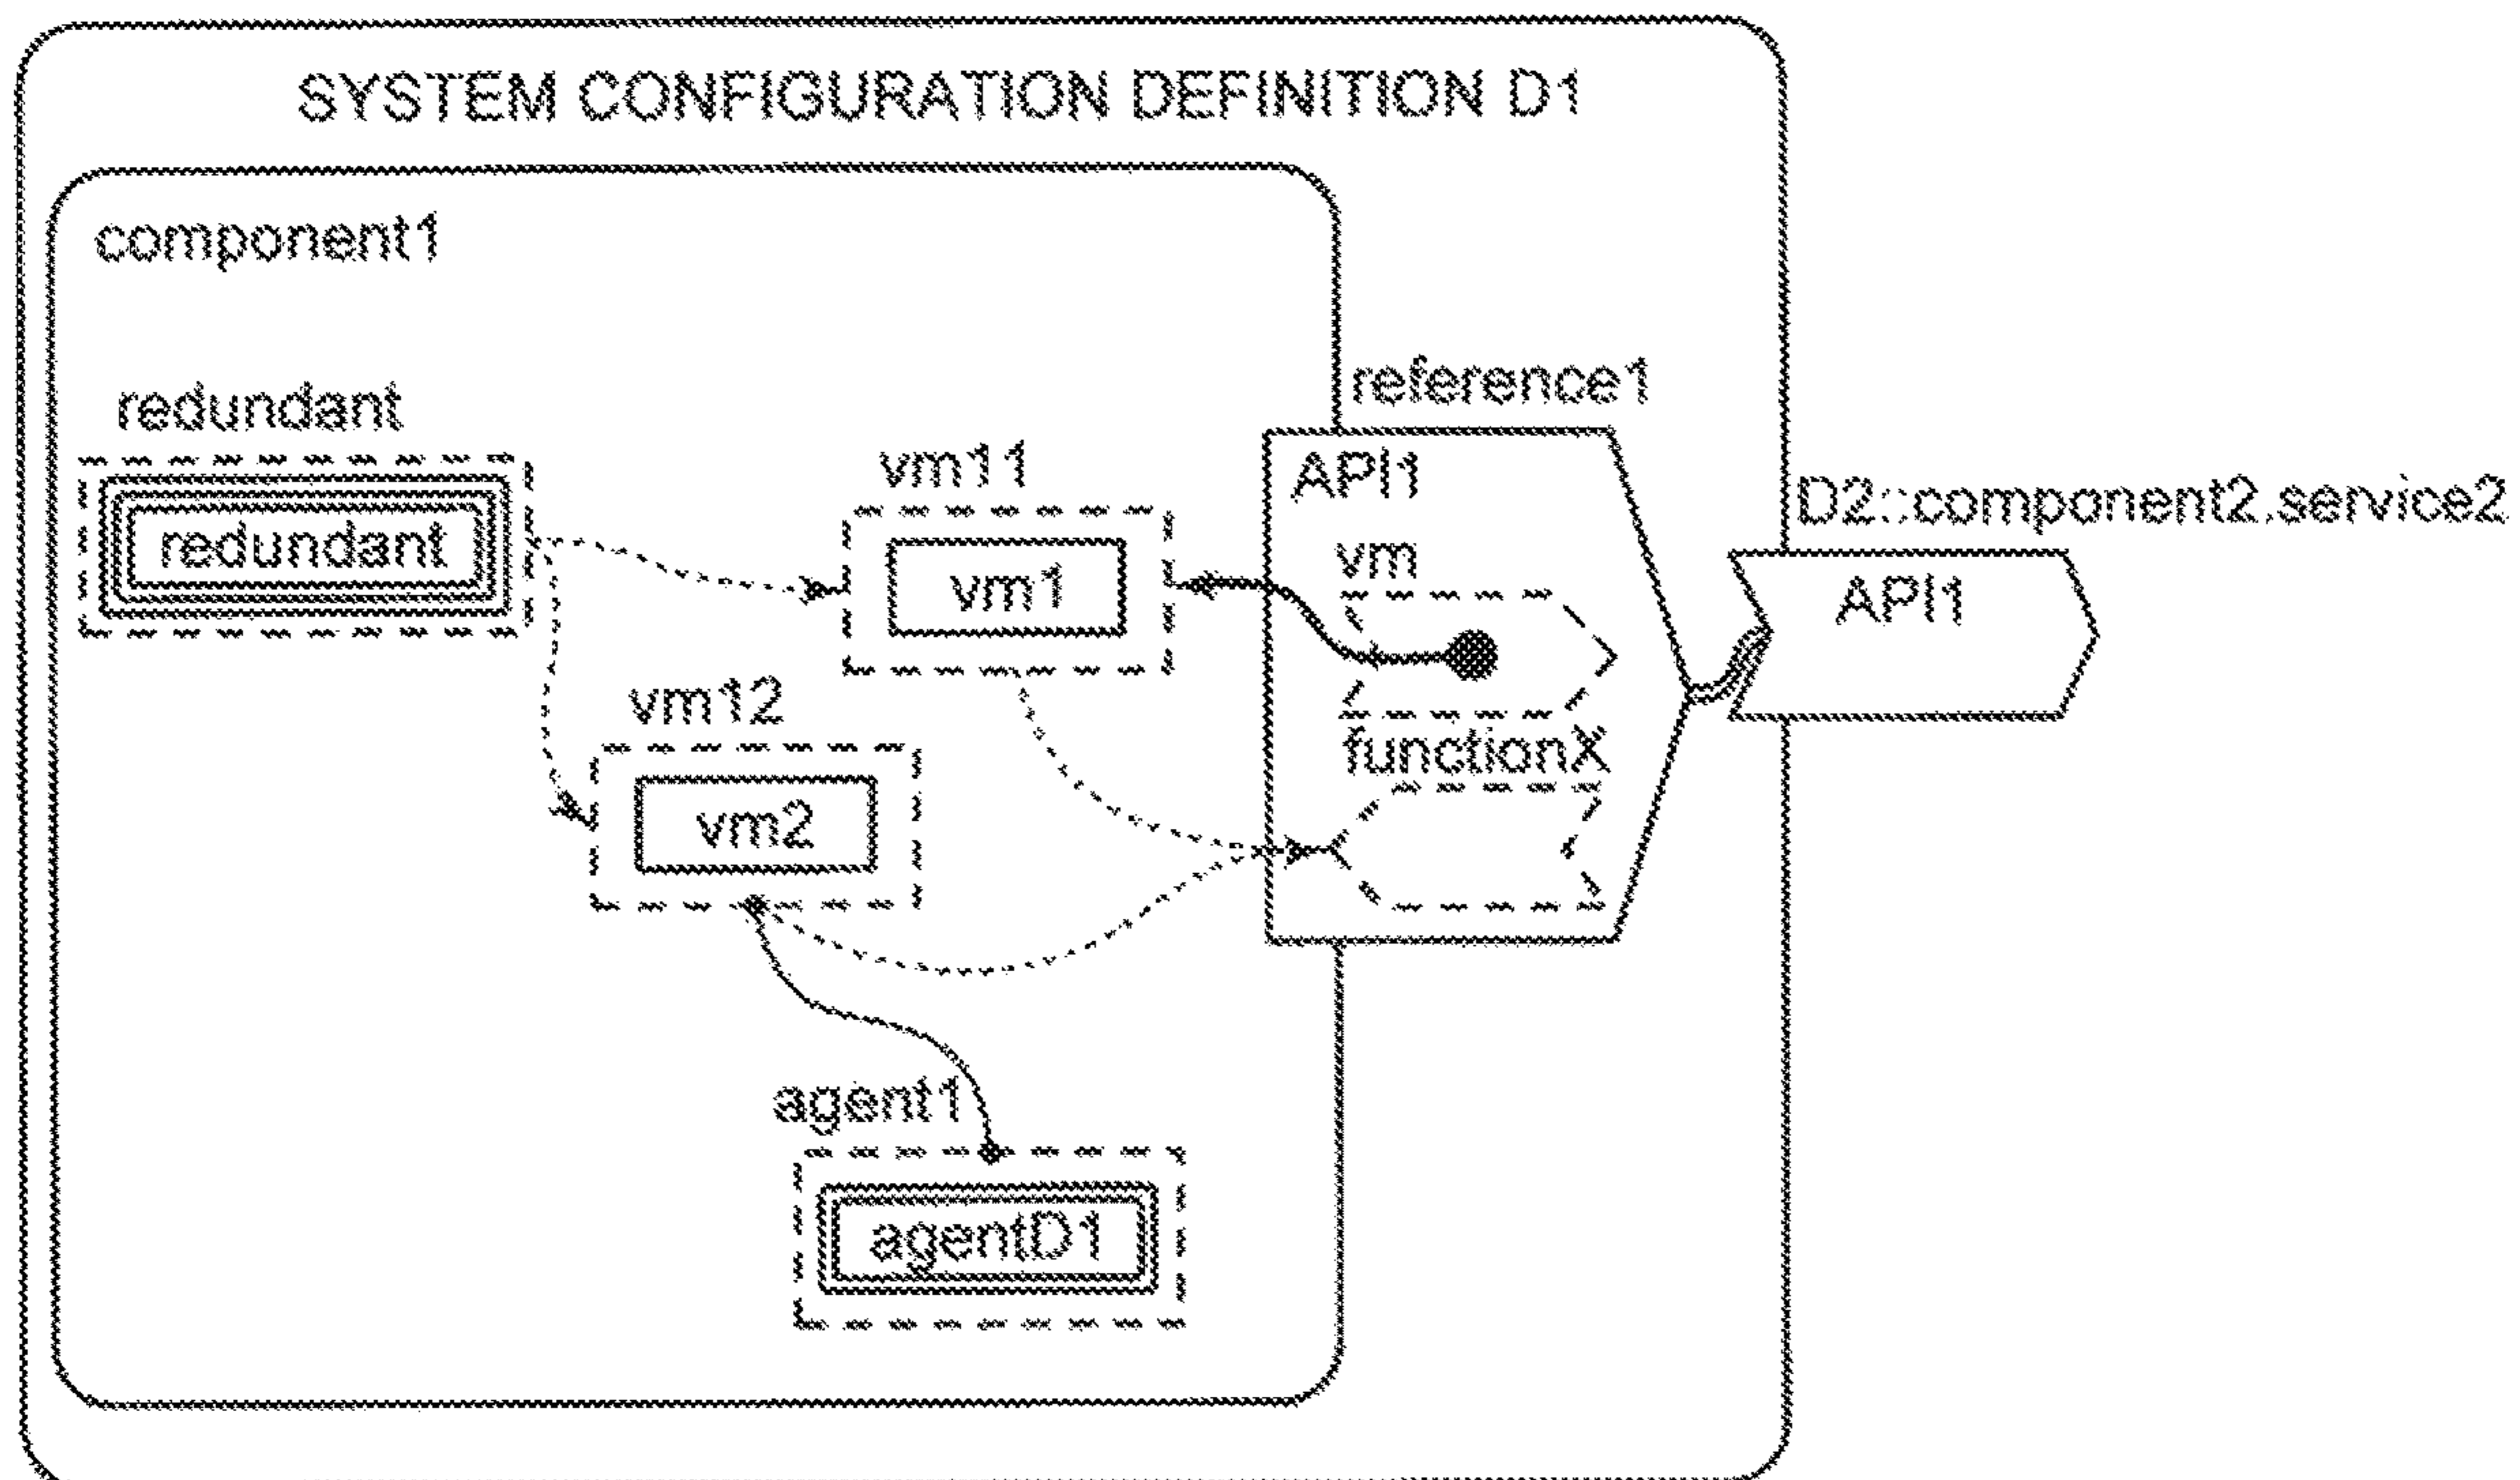 SYSTEM CONFIGURATION DEFINITION D1
component1
reference1
redundant
vm11
API1
D2::component2.service2
redundant
vm
vm1
API1
vm12
functionX
vm2
agent1
agentD1